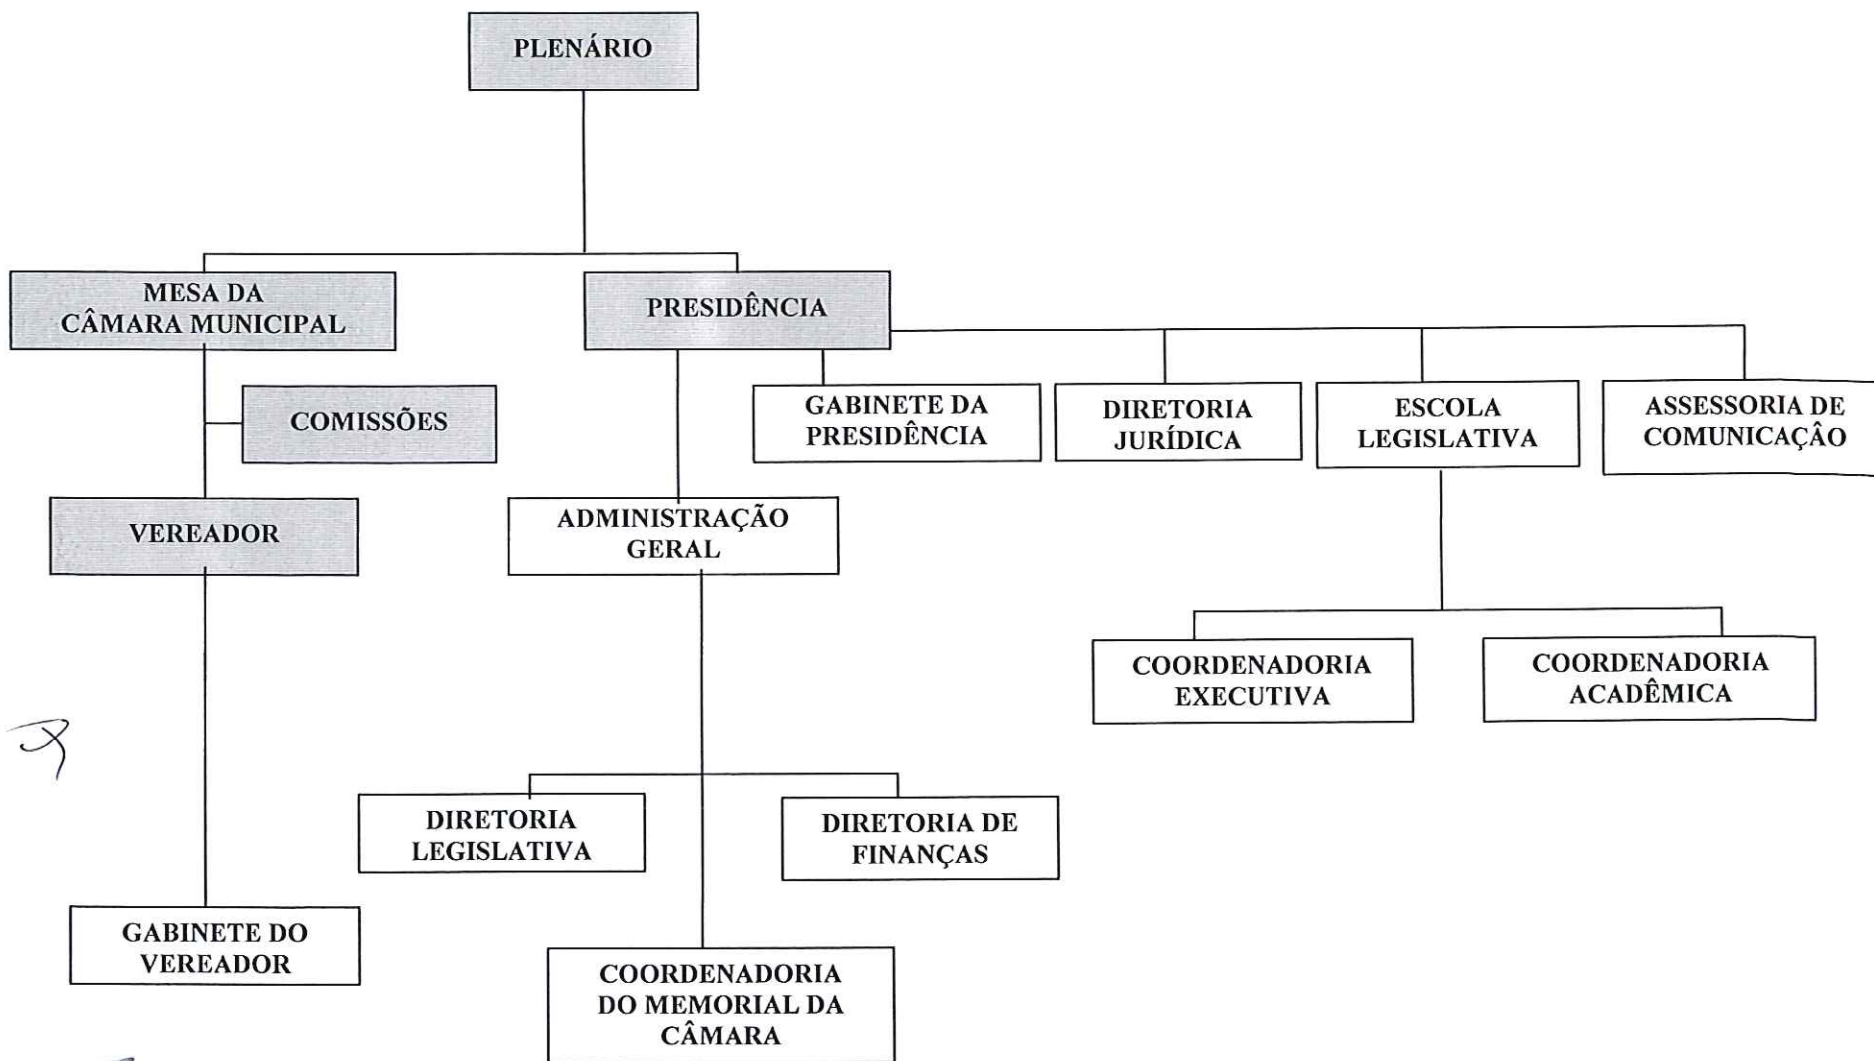 PLENÁRIO
MESA DA
CÂMARA MUNICIPAL
PRESIDÊNCIA
COMISSÕES
GABINETE DA
PRESIDÊNCIA
DIRETORIA
JURÍDICA
ESCOLA
LEGISLATIVA
ASSESSORIA DE
COMUNICAÇÃO
VEREADOR
ADMINISTRAÇÃO
GERAL
COORDENADORIA
EXECUTIVA
COORDENADORIA
ACADÊMICA
DIRETORIA
LEGISLATIVA
DIRETORIA DE
FINANÇAS
GABINETE DO
VEREADOR
COORDENADORIA
DO MEMORIAL DA
CÂMARA